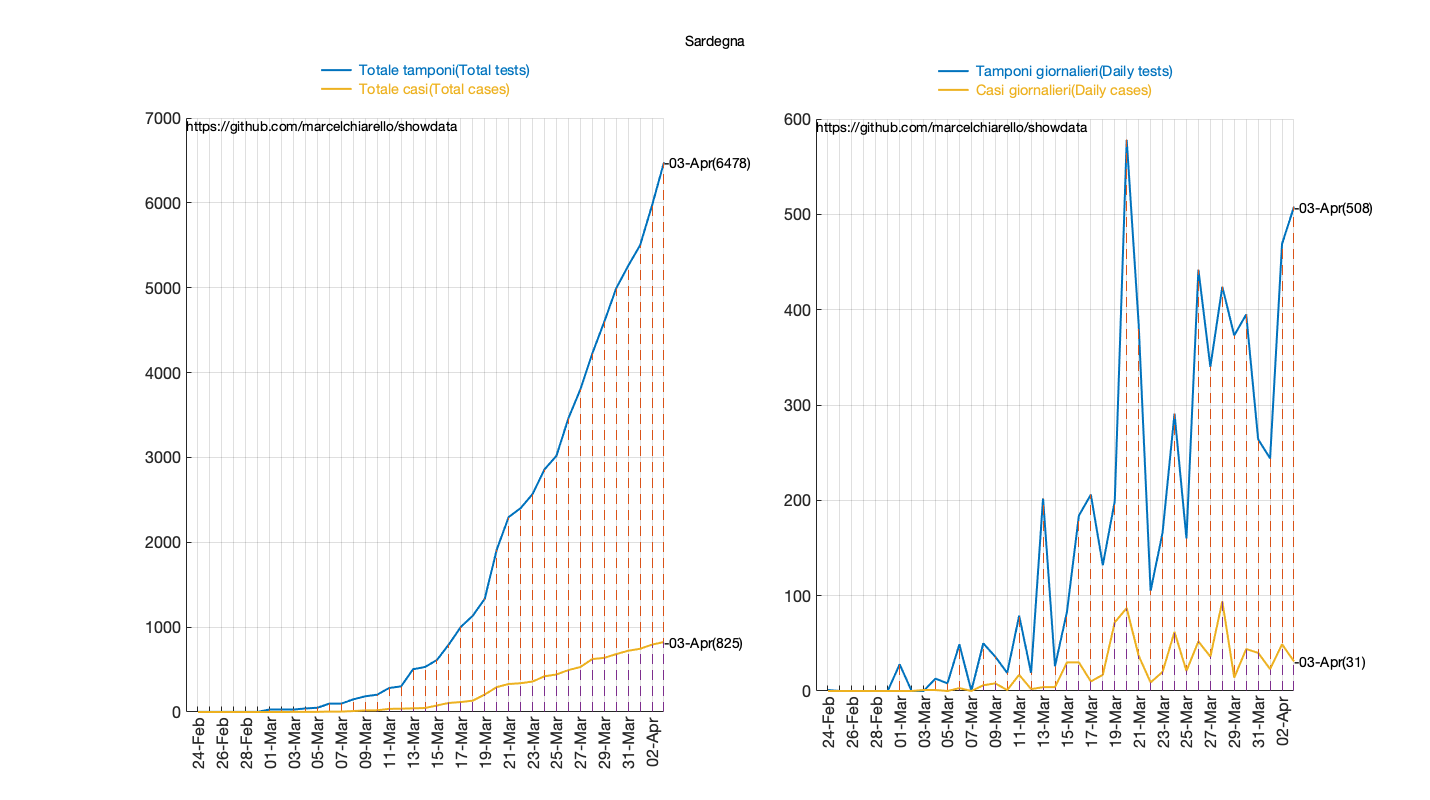 Sardegna
Totale tamponi(Total tests)
Totale casi(Total cases)
https://github.com/marcelchiarello/showdata
7000
6000
5000
4000
3000
2000
1000
0
-03-Apr(6478)
-03-Apr(825)
24-Feb
26-Feb
28-Feb
01-Mar
03-Mar
05-Mar
07-Mar
09-Mar
11-Mar
13-Mar
15-Mar
17-Mar
19-Mar
21-Mar
23-Mar
25-Mar
27-Mar
29-Mar
31-Mar
02-Apr
Tamponi giornalieri(Daily tests)
Casi giornalieri(Daily cases)
https://github.com/marcelchiarello/showdata
600
500
400
300
200
100
0
-03-Apr(508)
-03-Apr(31)
24-Feb
26-Feb
28-Feb
01-Mar
03-Mar
05-Mar
07-Mar
09-Mar
11-Mar
13-Mar
15-Mar
17-Mar
19-Mar
21-Mar
23-Mar
25-Mar
27-Mar
29-Mar
31-Mar
02-Apr